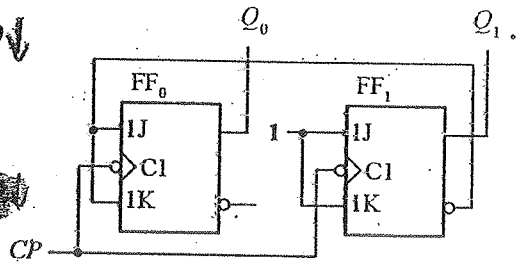 Q₀ Q₁ .
FF₀ FF₁
1J 1 1J
C1 C1
1K 1K
CP